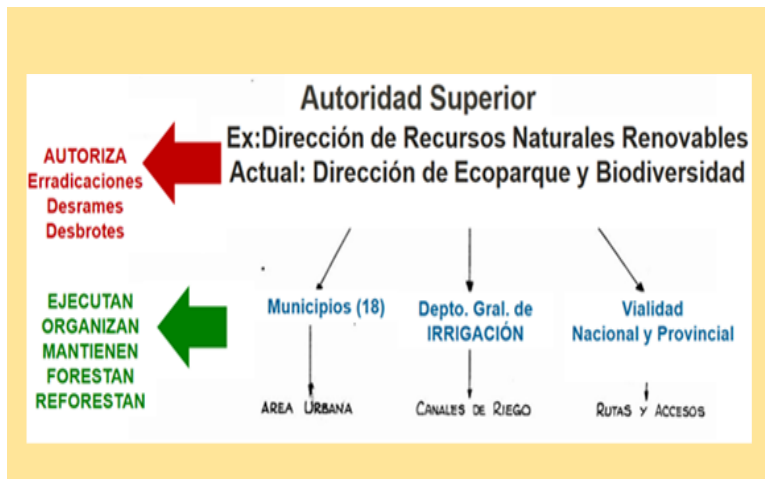 Autoridad Superior
Ex:Dirección de Recursos Naturales Renovables
Actual: Dirección de Ecoparque y Biodiversidad
AUTORIZA
Erradicaciones
Desrames
Desbrotes
Municipios (18)
Depto. Gral. de
IRRIGACIÓN
Vialidad
Nacional y Provincial
EJECUTAN
ORGANIZAN
MANTIENEN
FORESTAN
REFORESTAN
AREA URBANA
CANALES DE RIEGO
RUTAS Y ACCESOS